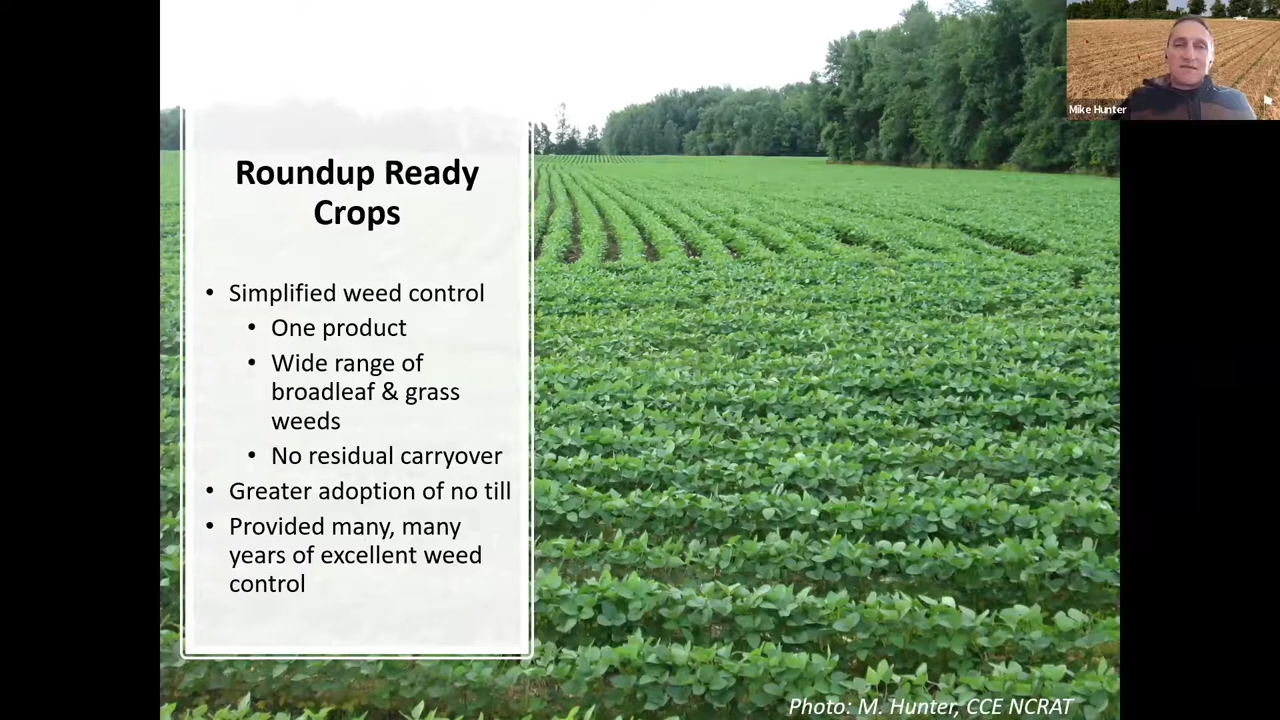 Mike Hunter
Roundup Ready
Crops
• Simplified weed control
• One product
• Wide range of
broadleaf & grass
weeds
• No residual carryover
• Greater adoption of no till
• Provided many, many
years of excellent weed
control
Photo: M. Hunter, CCE NCRAT